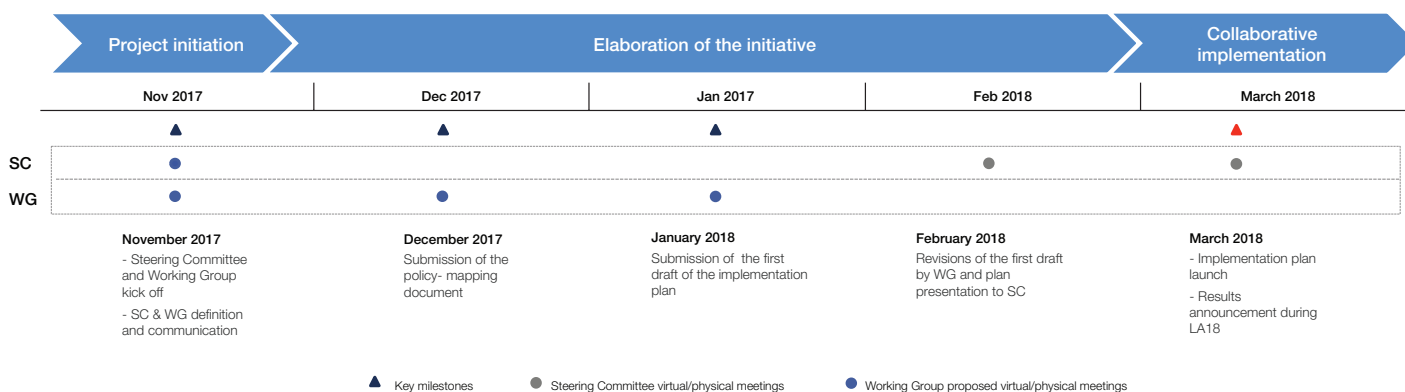 Project initiation
Elaboration of the initiative
Collaborative
implementation
Nov 2017
Dec 2017
Jan 2017
Feb 2018
March 2018
SC
WG
November 2017
- Steering Committee
and Working Group
kick off
- SC & WG definition
and communication
December 2017
Submission of the
policy- mapping
document
January 2018
Submission of the first
draft of the implementation
plan
February 2018
Revisions of the first draft
by WG and plan
presentation to SC
March 2018
- Implementation plan
launch
- Results
announcement during
LA18
Key milestones
Steering Committee virtual/physical meetings
Working Group proposed virtual/physical meetings